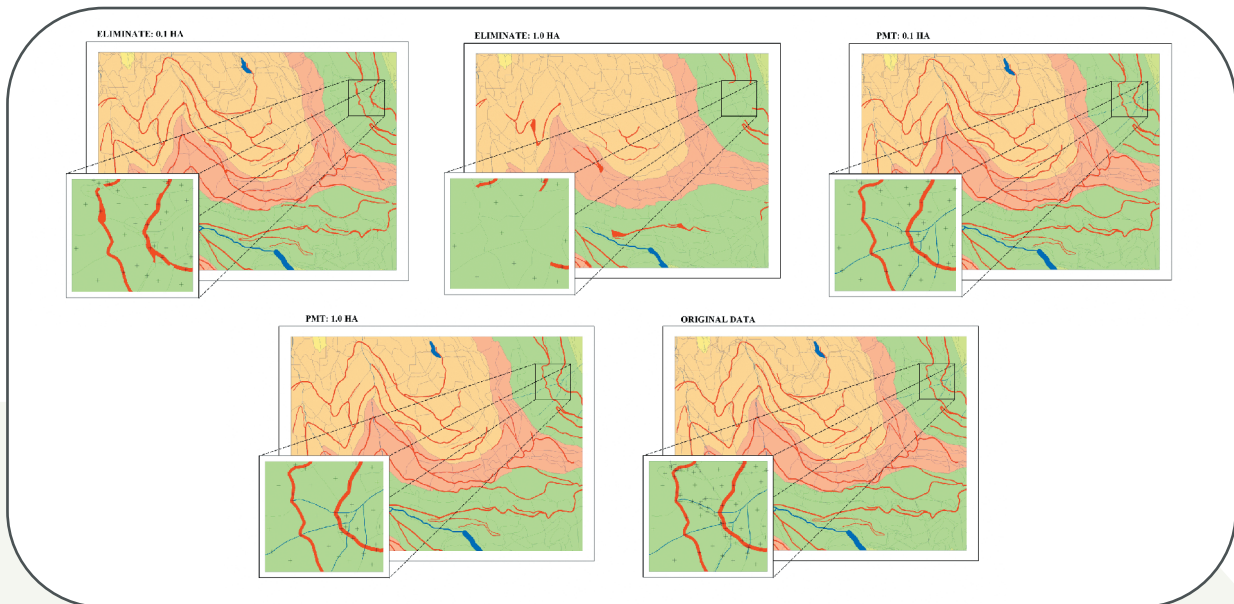 ELIMINATE: 0.1 HA
ELIMINATE: 1.0 HA
PMT: 0.1 HA
PMT: 1.0 HA
ORIGINAL DATA